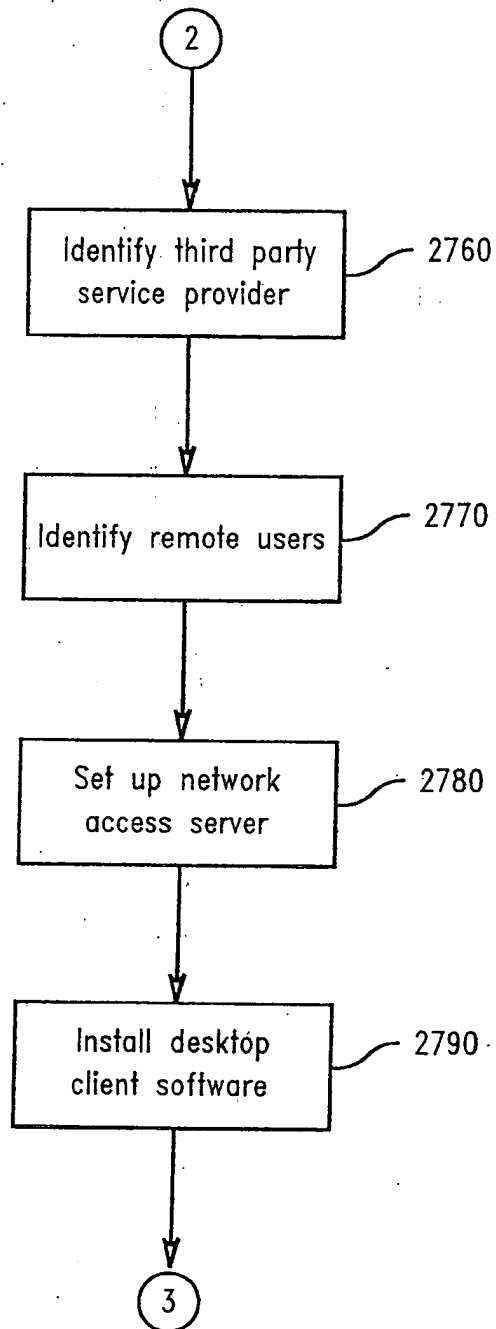 2
Identify third party
service provider
2760
Identify remote users
2770
Set up network
access server
2780
Install desktop
client software
2790
3